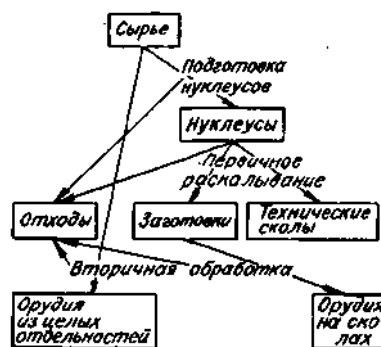 Сырье
Подготовка
нуклеусов
Нуклеусы
Первичное
раскалывание
Отходы
Заготовки
Технические
сколы
Вторичная обработка
Орудия
из целых
отдельностей
Орудия
на ско-
лах